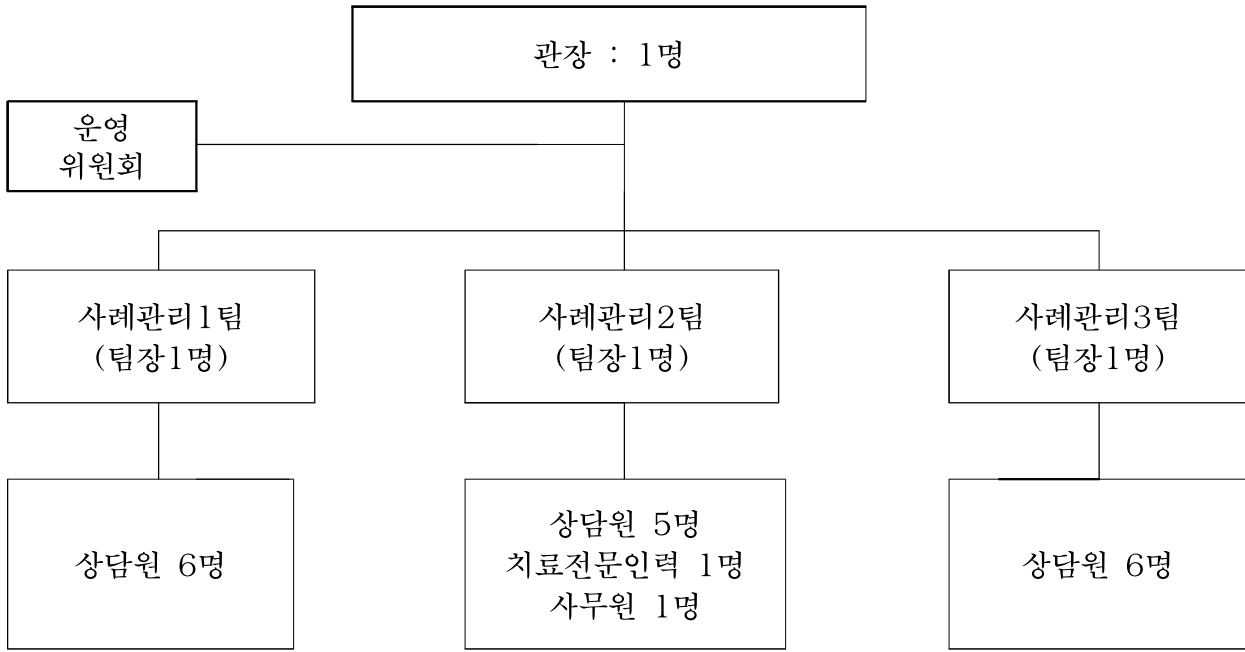 관장 : 1명
운영
위원회
사례관리1팀
(팀장1명)
사례관리2팀
(팀장1명)
사례관리3팀
(팀장1명)
상담원 6명
상담원 5명
치료전문인력 1명
사무원 1명
상담원 6명